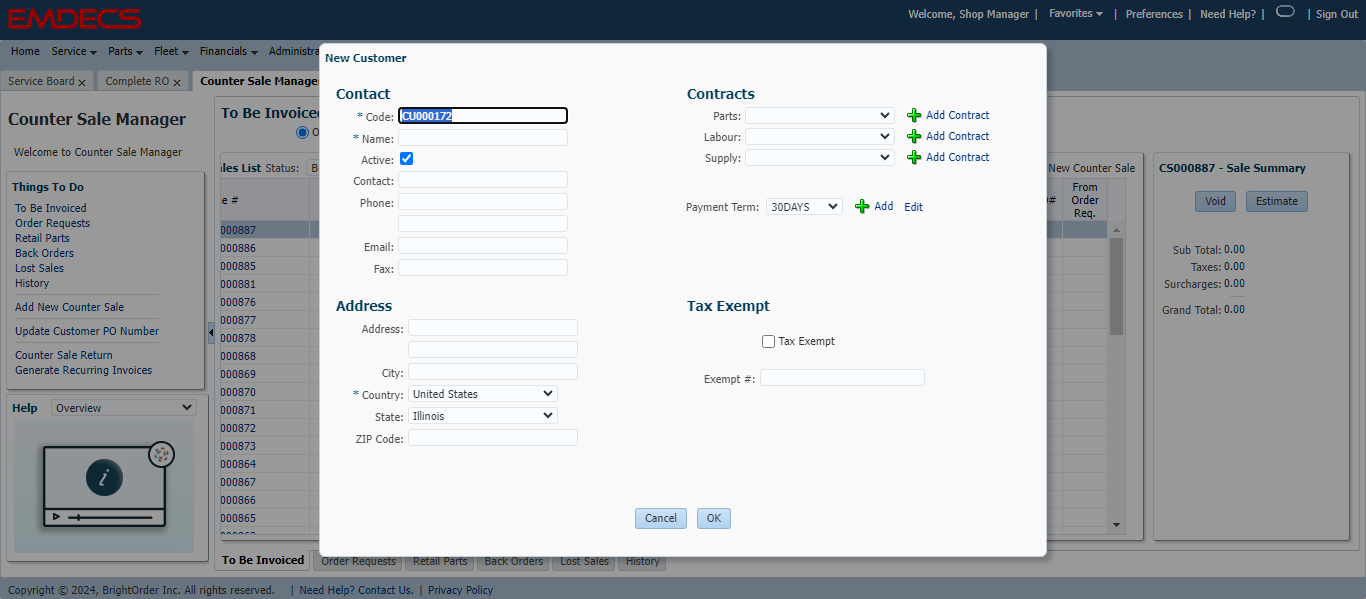 EMDECS
Welcome, Shop Manager | Favorites | Preferences | Need Help? | | Sign Out
Home Service Parts Fleet Financials Administra
Service Board x Complete RO x Counter Sale Manage
Counter Sale Manager
Welcome to Counter Sale Manager
Things To Do
To Be Invoiced
Order Requests
Retail Parts
Back Orders
Lost Sales
History
Add New Counter Sale
Update Customer PO Number
Counter Sale Return
Generate Recurring Invoices
Help Overview
i
To Be Invoiced
O
ales List Status: B
e #
000887
000886
000885
000881
000876
000877
000878
000868
000869
000870
000871
000872
000873
000864
000867
000866
000865
New Customer
Contact
* Code: CU000172
* Name:
Active:
Contact:
Phone:
Email:
Fax:
Address
Address:
City:
* Country: United States
State: Illinois
ZIP Code:
Contracts
Parts: Add Contract
Labour: Add Contract
Supply: Add Contract
Payment Term: 30DAYS Add Edit
Tax Exempt
Tax Exempt
Exempt #:
Cancel OK
New Counter Sale
#
From
Order
Req.
CS000887 - Sale Summary
Void Estimate
Sub Total: 0.00
Taxes: 0.00
Surcharges: 0.00
Grand Total: 0.00
To Be Invoiced Order Requests Retail Parts Back Orders Lost Sales History
Copyright © 2024, BrightOrder Inc. All rights reserved. | Need Help? Contact Us. | Privacy Policy